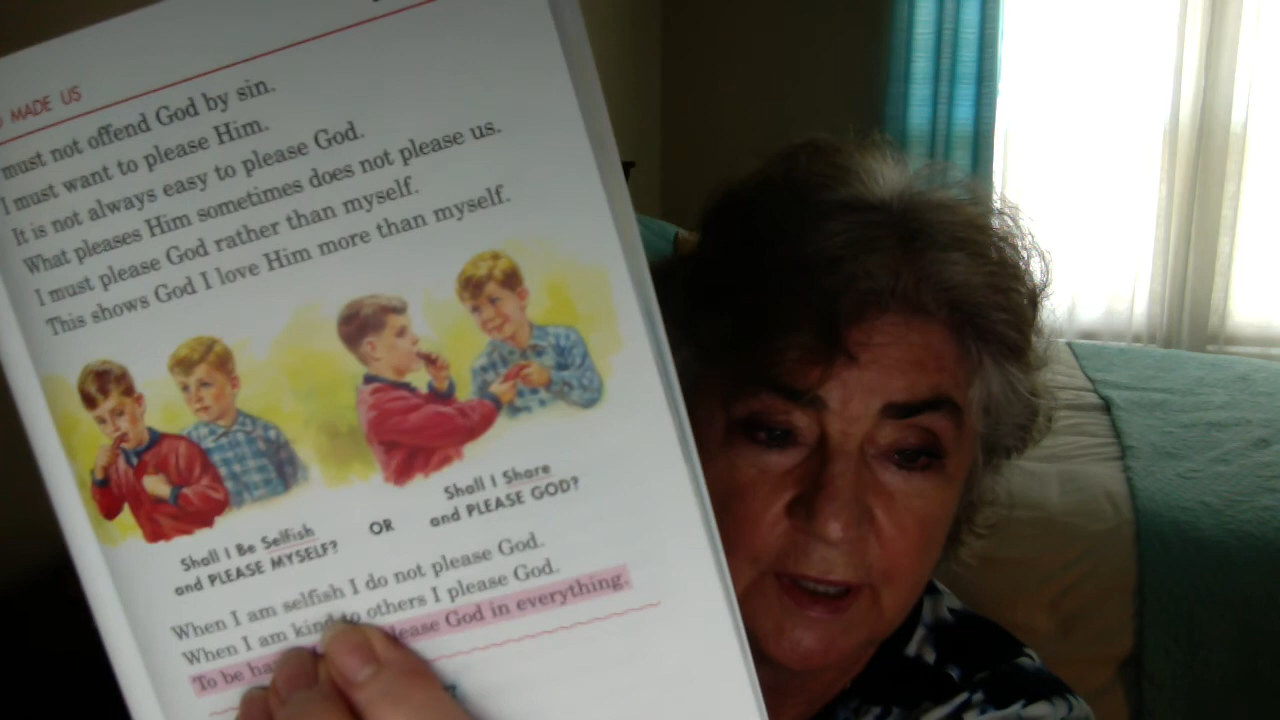 MADE US
must not offend God by sin.
I must want to please Him.
It is not always easy to please God.
What pleases Him sometimes does not please us.
I must please God rather than myself.
This shows God I love Him more than myself.
Shall I Be Selfish
and PLEASE MYSELF?
OR
Shall I Share
and PLEASE GOD?
When I am selfish I do not please God.
When I am kind to others I please God.
To be please God in everything.